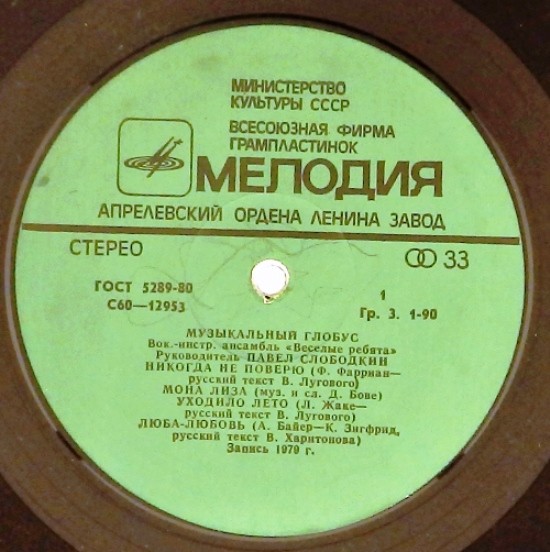 МИНИСТЕРСТВО
КУЛЬТУРЫ СССР
ВСЕСОЮЗНАЯ ФИРМА
ГРАМПЛАСТИНОК
МЕЛОДИЯ
АПРЕЛЕВСКИЙ ОРДЕНА ЛЕНИНА ЗАВОД
СТЕРЕО 33
ГОСТ 5289-80 1
С60—12953 Гр. 3. 1-90
МУЗЫКАЛЬНЫЙ ГЛОБУС
Вок.-инстр. ансамбль «Веселые ребята»
Руководитель ПАВЕЛ СЛОБОДКИН
НИКОГДА НЕ ПОВЕРЮ (Ф. Фарриан—
русский текст В. Лугового)
МОНА ЛИЗА (муз. и сл. Д. Бове)
УХОДИЛО ЛЕТО (Л. Жаке—
русский текст В. Лугового)
ЛЮБА-ЛЮБОВЬ (А. Байер—К. Зигфрид,
русский текст В. Харитонова)
Запись 1979 г.